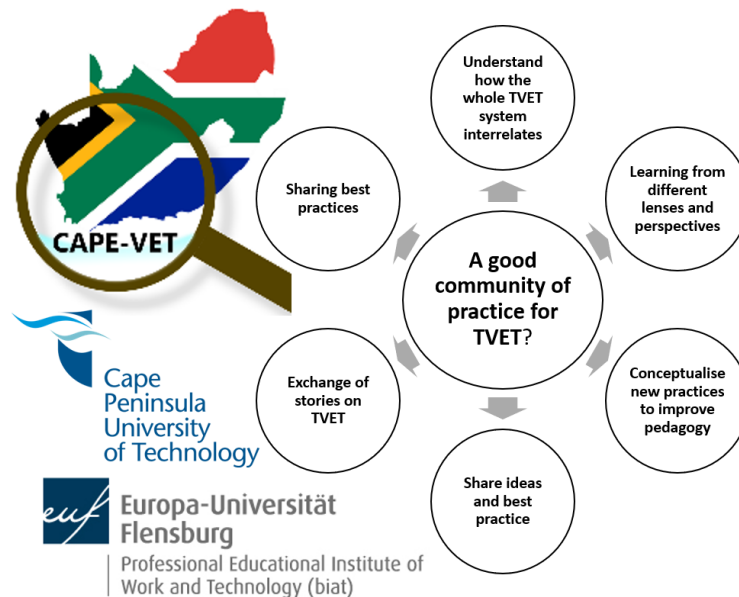 CAPE-VET
Cape
Peninsula
University
of Technology
euf
Europa-Universität
Flensburg
Professional Educational Institute of
Work and Technology (biat)
A good
community of
practice for
TVET?
Understand
how the
whole TVET
system
interrelates
Learning from
different
lenses and
perspectives
Conceptualise
new practices
to improve
pedagogy
Share ideas
and best
practice
Exchange of
stories on
TVET
Sharing best
practices